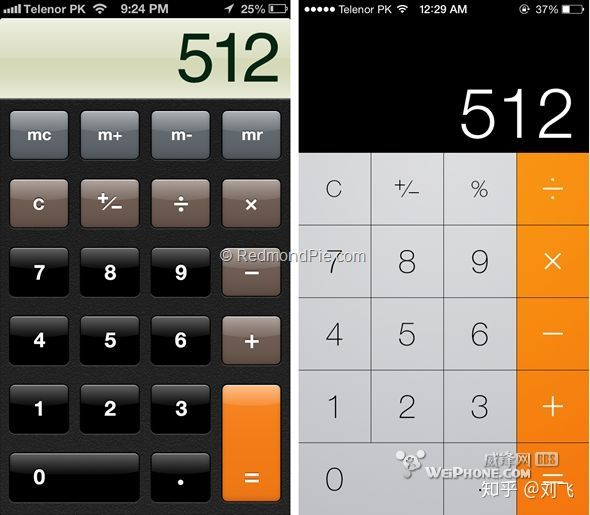 Telenor PK 9:24 PM 25%
512
mc m+ m- mr
C +/− ÷ ×
7 8 9 −
4 5 6 +
1 2 3
0 . =
Telenor PK 12:29 AM 37%
512
C +/− % ÷
7 8 9 ×
4 5 6 −
1 2 3 +
0 . =
© RedmondPie.com
威锋网 BBS
WEIPHONE.COM
知乎 @刘飞